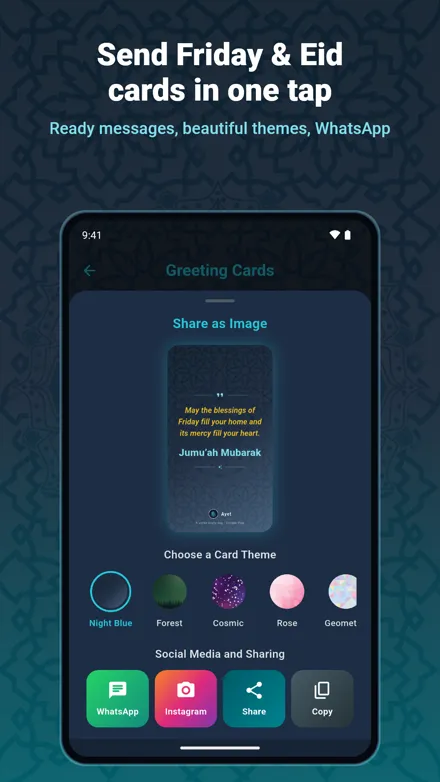 Send Friday & Eid
cards in one tap
Ready messages, beautiful themes, WhatsApp
9:41
Greeting Cards
Share as Image
May the blessings of
Friday fill your home and
its mercy fill your heart.
Jumu'ah Mubarak
Ayet
Choose a Card Theme
Night Blue
Forest
Cosmic
Rose
Geomet
Social Media and Sharing
WhatsApp
Instagram
Share
Copy